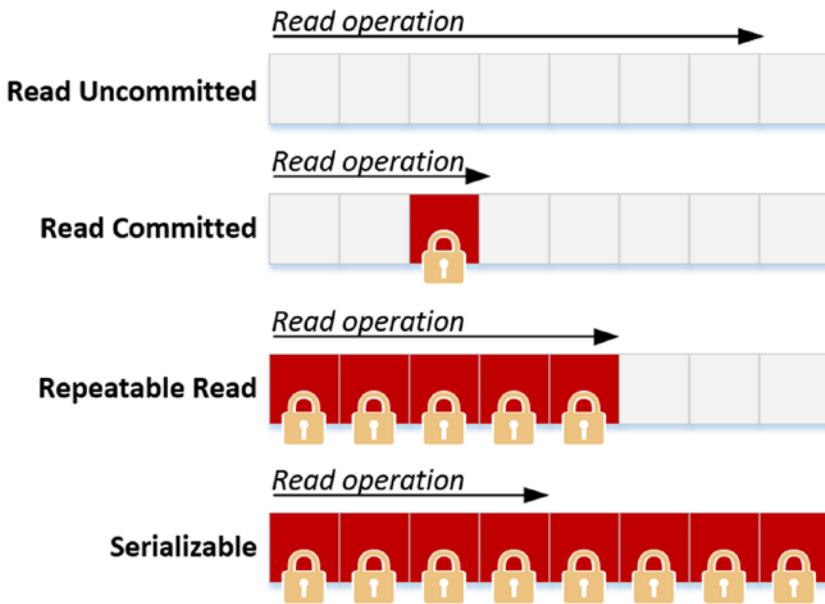 Read operation
Read Uncommitted
Read operation
Read Committed
Read operation
Repeatable Read
Read operation
Serializable